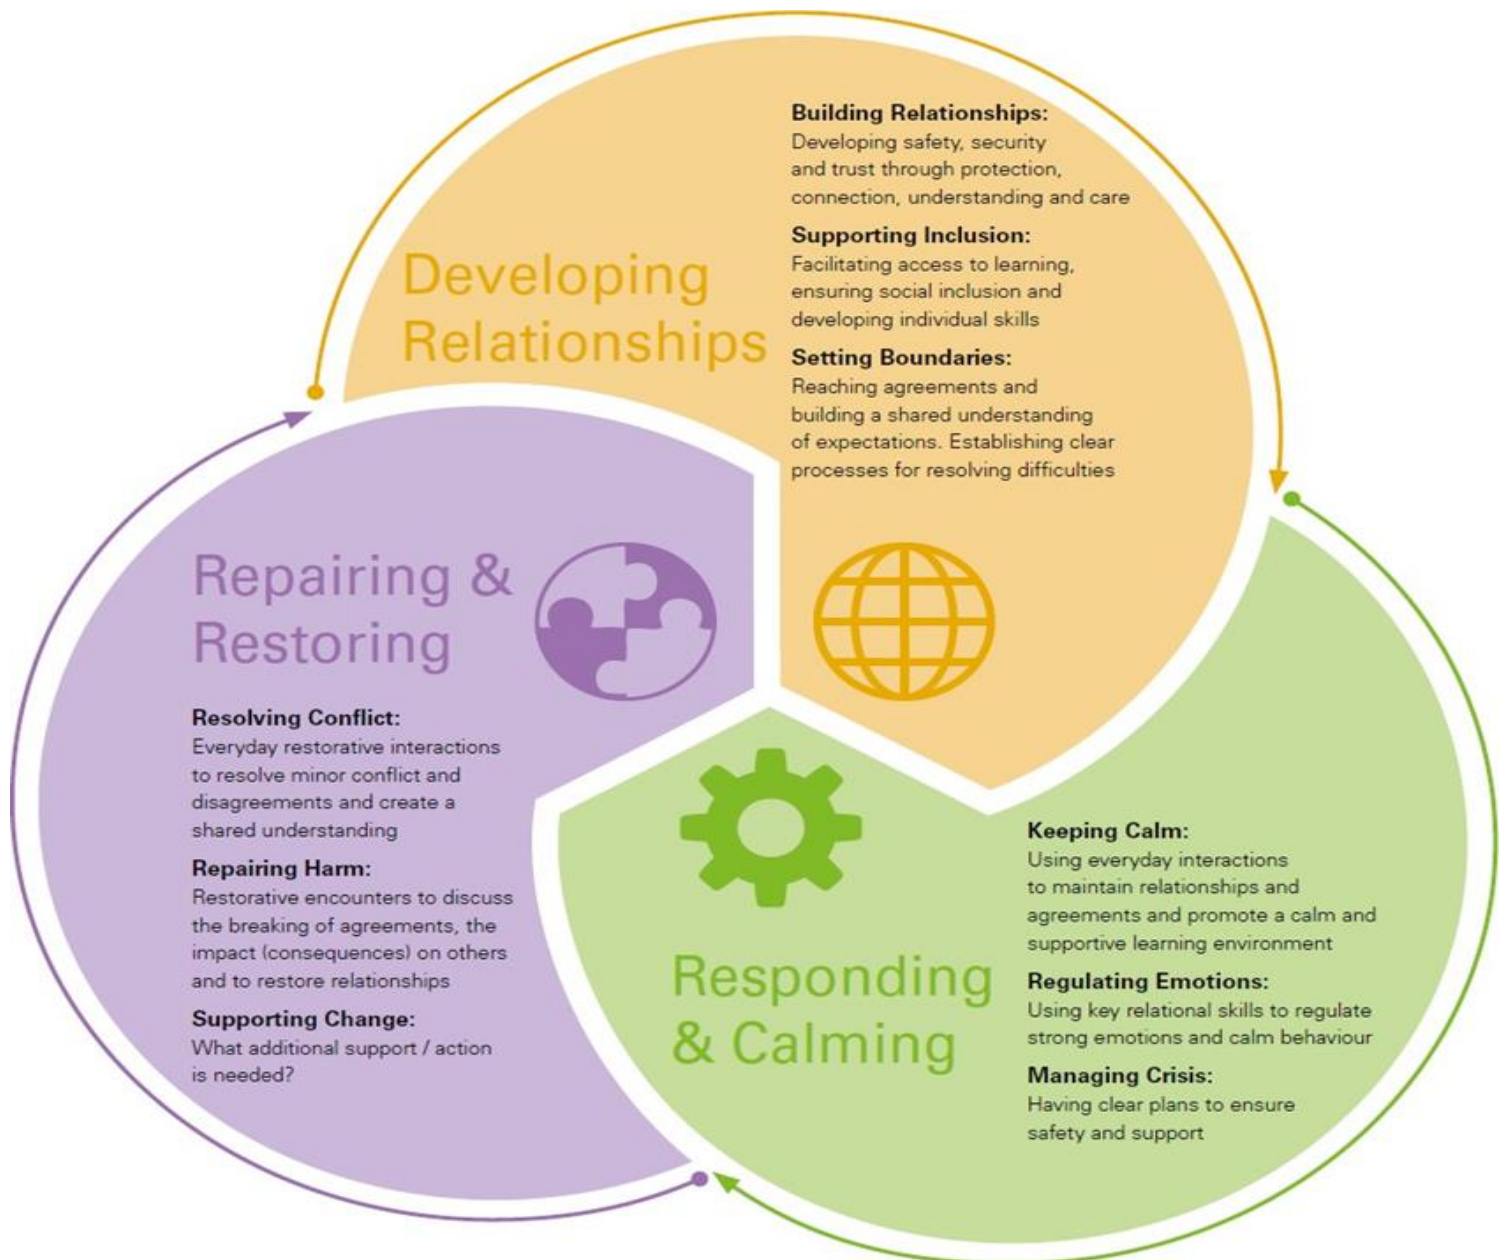 Developing
Relationships
Building Relationships:
Developing safety, security
and trust through protection,
connection, understanding and care
Supporting Inclusion:
Facilitating access to learning,
ensuring social inclusion and
developing individual skills
Setting Boundaries:
Reaching agreements and
building a shared understanding
of expectations. Establishing clear
processes for resolving difficulties
Responding
& Calming
Keeping Calm:
Using everyday interactions
to maintain relationships and
agreements and promote a calm and
supportive learning environment
Regulating Emotions:
Using key relational skills to regulate
strong emotions and calm behaviour
Managing Crisis:
Having clear plans to ensure
safety and support
Repairing &
Restoring
Resolving Conflict:
Everyday restorative interactions
to resolve minor conflict and
disagreements and create a
shared understanding
Repairing Harm:
Restorative encounters to discuss
the breaking of agreements, the
impact (consequences) on others
and to restore relationships
Supporting Change:
What additional support / action
is needed?